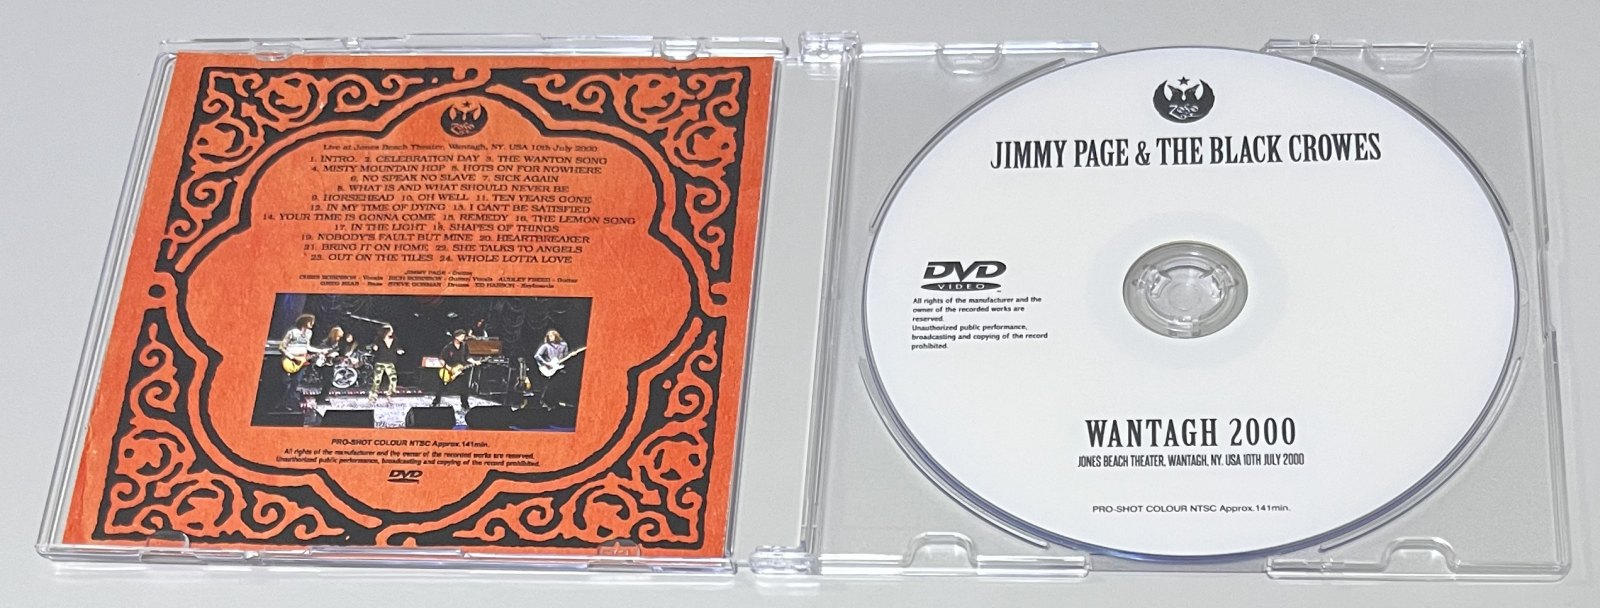 ZoSo
Live at Jones Beach Theater, Wantagh, NY. USA 10th July 2000
1. INTRO. 2. CELEBRATION DAY 3. THE WANTON SONG
4. MISTY MOUNTAIN HOP 5. HOTS ON FOR NOWHERE
6. NO SPEAK NO SLAVE 7. SICK AGAIN
8. WHAT IS AND WHAT SHOULD NEVER BE
9. HORSEHEAD 10. OH WELL 11. TEN YEARS GONE
12. IN MY TIME OF DYING 13. I CAN'T BE SATISFIED
14. YOUR TIME IS GONNA COME 15. REMEDY 16. THE LEMON SONG
17. IN THE LIGHT 18. SHAPES OF THINGS
19. NOBODY'S FAULT BUT MINE 20. HEARTBREAKER
21. BRING IT ON HOME 22. SHE TALKS TO ANGELS
23. OUT ON THE TILES 24. WHOLE LOTTA LOVE
JIMMY PAGE - Guitar
CHRIS ROBINSON - Vocals RICH ROBINSON - Guitar/Vocals AUDLEY FREED - Guitar
GREG RZAB - Bass STEVE GORMAN - Drums ED HARSCH - Keyboards
PRO-SHOT COLOUR NTSC Approx.141min.
All rights of the manufacturer and the owner of the recorded works are reserved.
Unauthorized public performance, broadcasting and copying of the record prohibited.
DVD
ZoSo
JIMMY PAGE & THE BLACK CROWES
DVD
VIDEO
All rights of the manufacturer and the
owner of the recorded works are
reserved.
Unauthorized public performance,
broadcasting and copying of the record
prohibited.
WANTAGH 2000
JONES BEACH THEATER, WANTAGH, NY. USA 10TH JULY 2000
PRO-SHOT COLOUR NTSC Approx.141min.